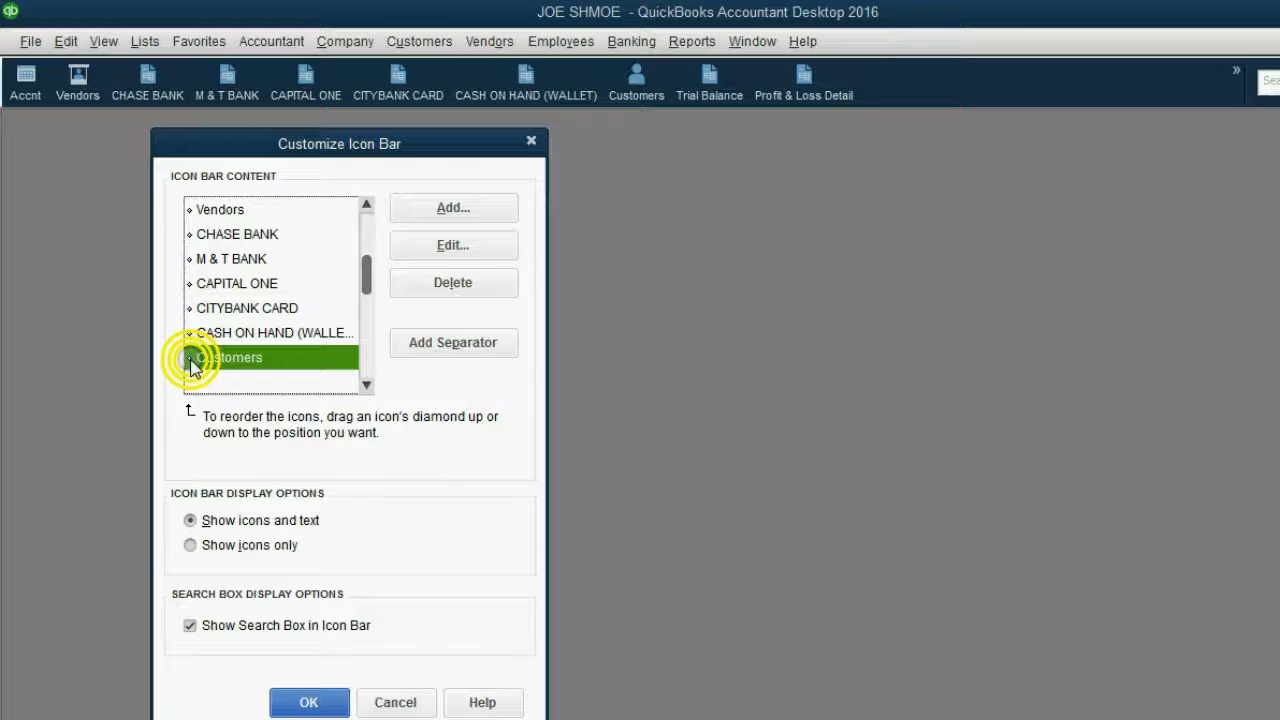 qb
JOE SHMOE - QuickBooks Accountant Desktop 2016
File Edit View Lists Favorites Accountant Company Customers Vendors Employees Banking Reports Window Help
Accnt Vendors CHASE BANK M & T BANK CAPITAL ONE CITYBANK CARD CASH ON HAND (WALLET) Customers Trial Balance Profit & Loss Detail » Sea
Customize Icon Bar
ICON BAR CONTENT
Vendors
CHASE BANK
M & T BANK
CAPITAL ONE
CITYBANK CARD
CASH ON HAND (WALLE...
Customers
Add...
Edit...
Delete
Add Separator
To reorder the icons, drag an icon's diamond up or
down to the position you want.
ICON BAR DISPLAY OPTIONS
Show icons and text
Show icons only
SEARCH BOX DISPLAY OPTIONS
Show Search Box in Icon Bar
OK Cancel Help